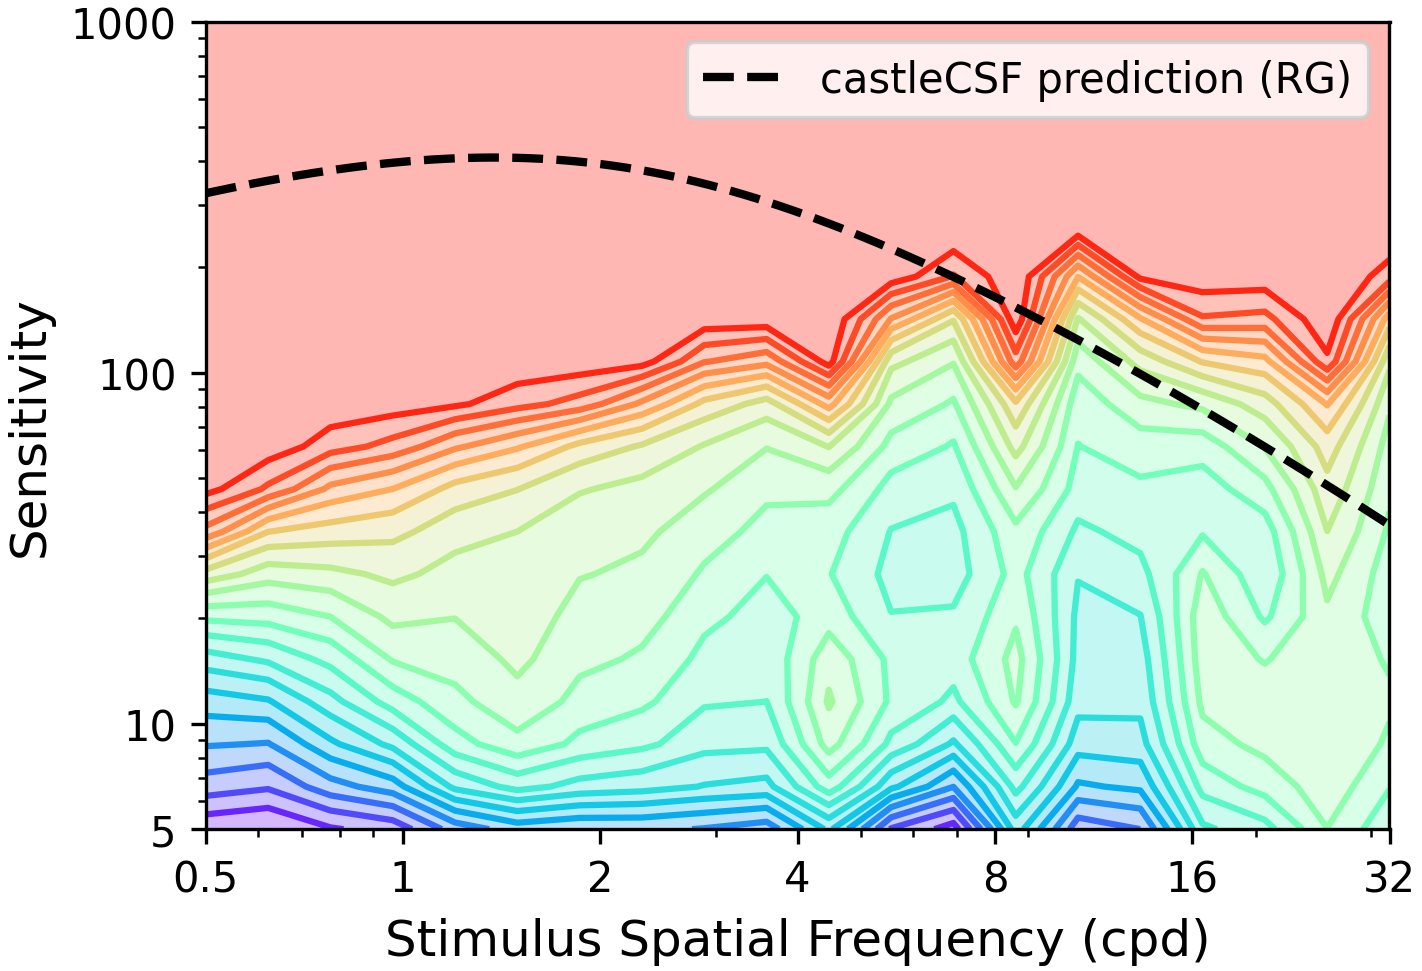 1000
castleCSF prediction (RG)
Sensitivity
100
10
5
0.5 1 2 4 8 16 32
Stimulus Spatial Frequency (cpd)